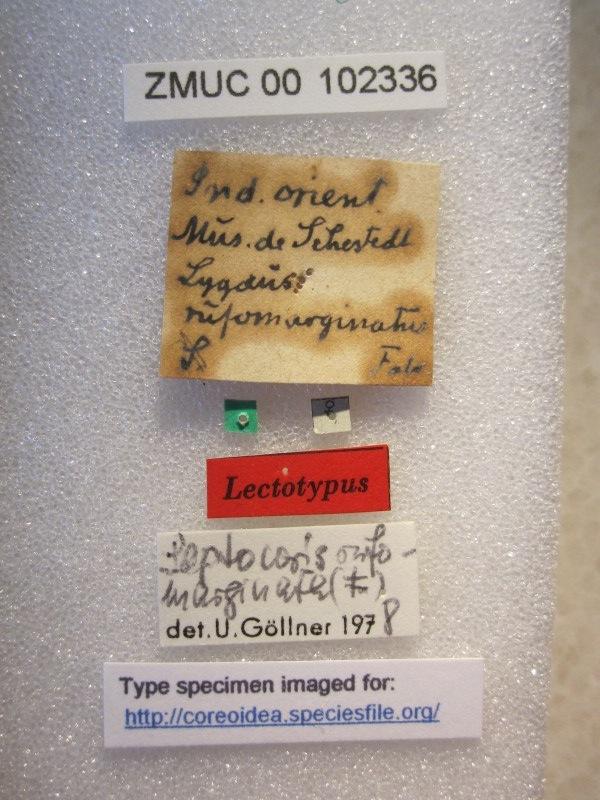 ZMUC 00 102336
Ind. orient.
Mus. de Sehestedt
Lygaeus
rufomarginatus
Fabr
Lectotypus
Leptocoris rufo-
marginata (F.)
det. U. Göllner 1978
Type specimen imaged for:
http://coreoidea.speciesfile.org/